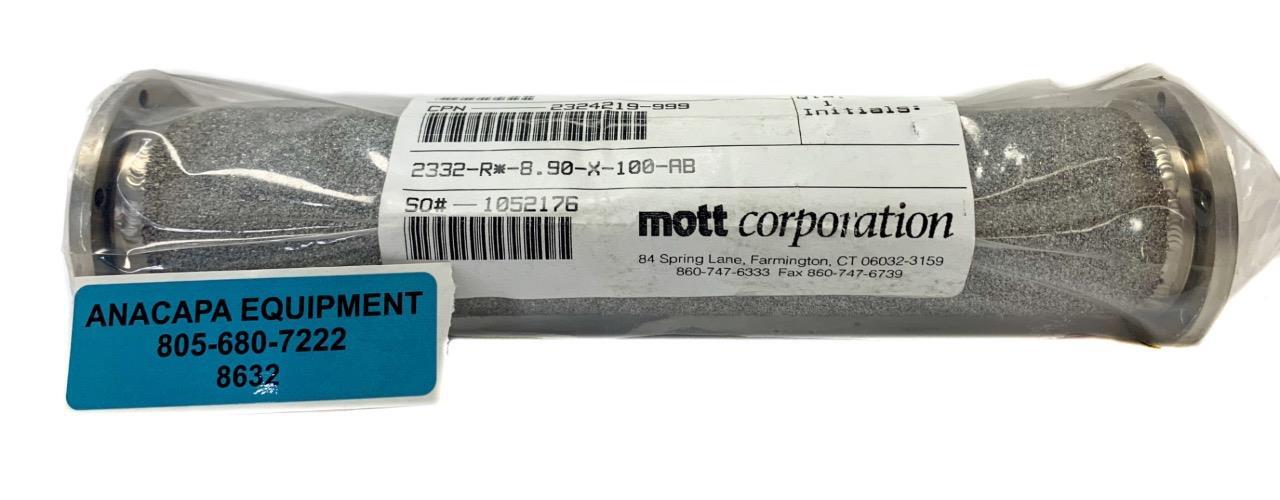 CPN 2324219-999
1
Initials:
2332-R*-8.90-X-100-AB
SO# — 1052176
mott corporation
84 Spring Lane, Farmington, CT 06032-3159
860-747-6333 Fax 860-747-6739
ANACAPA EQUIPMENT
805-680-7222
8632